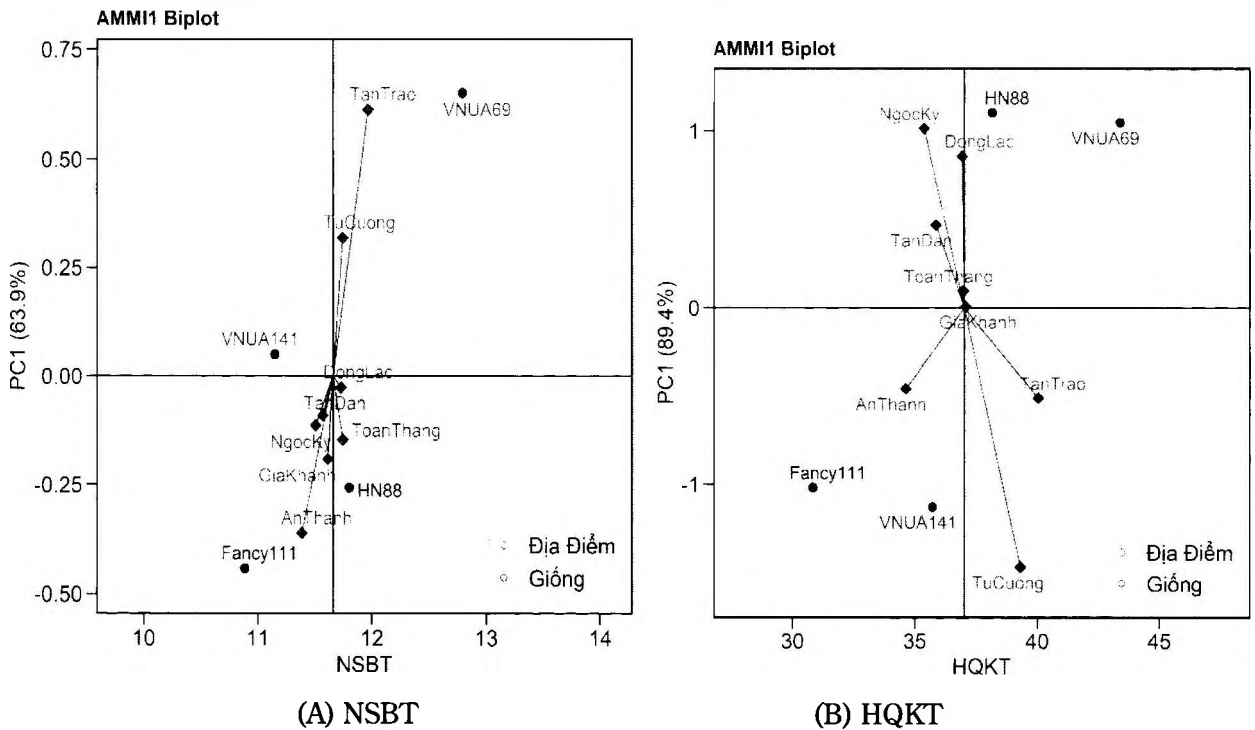 AMMI1 Biplot
0.75
0.50
0.25
0.00
-0.25
-0.50
PC1 (63.9%)
TanTrao
VNUA69
TuCuong
VNUA141
DongLac
TanDan
NgocKy
ToanThang
GiaKhanh
HN88
AnThanh
Fancy111
Địa Điểm
Giống
10
11
12
13
14
NSBT
(A) NSBT
AMMI1 Biplot
1
0
-1
PC1 (89.4%)
HN88
NgocKy
VNUA69
DongLac
TanDan
ToanThang
GiaKhanh
TanTrao
AnThann
Fancy111
VNUA141
TuCuong
Địa Điểm
Giống
30
35
40
45
HQKT
(B) HQKT